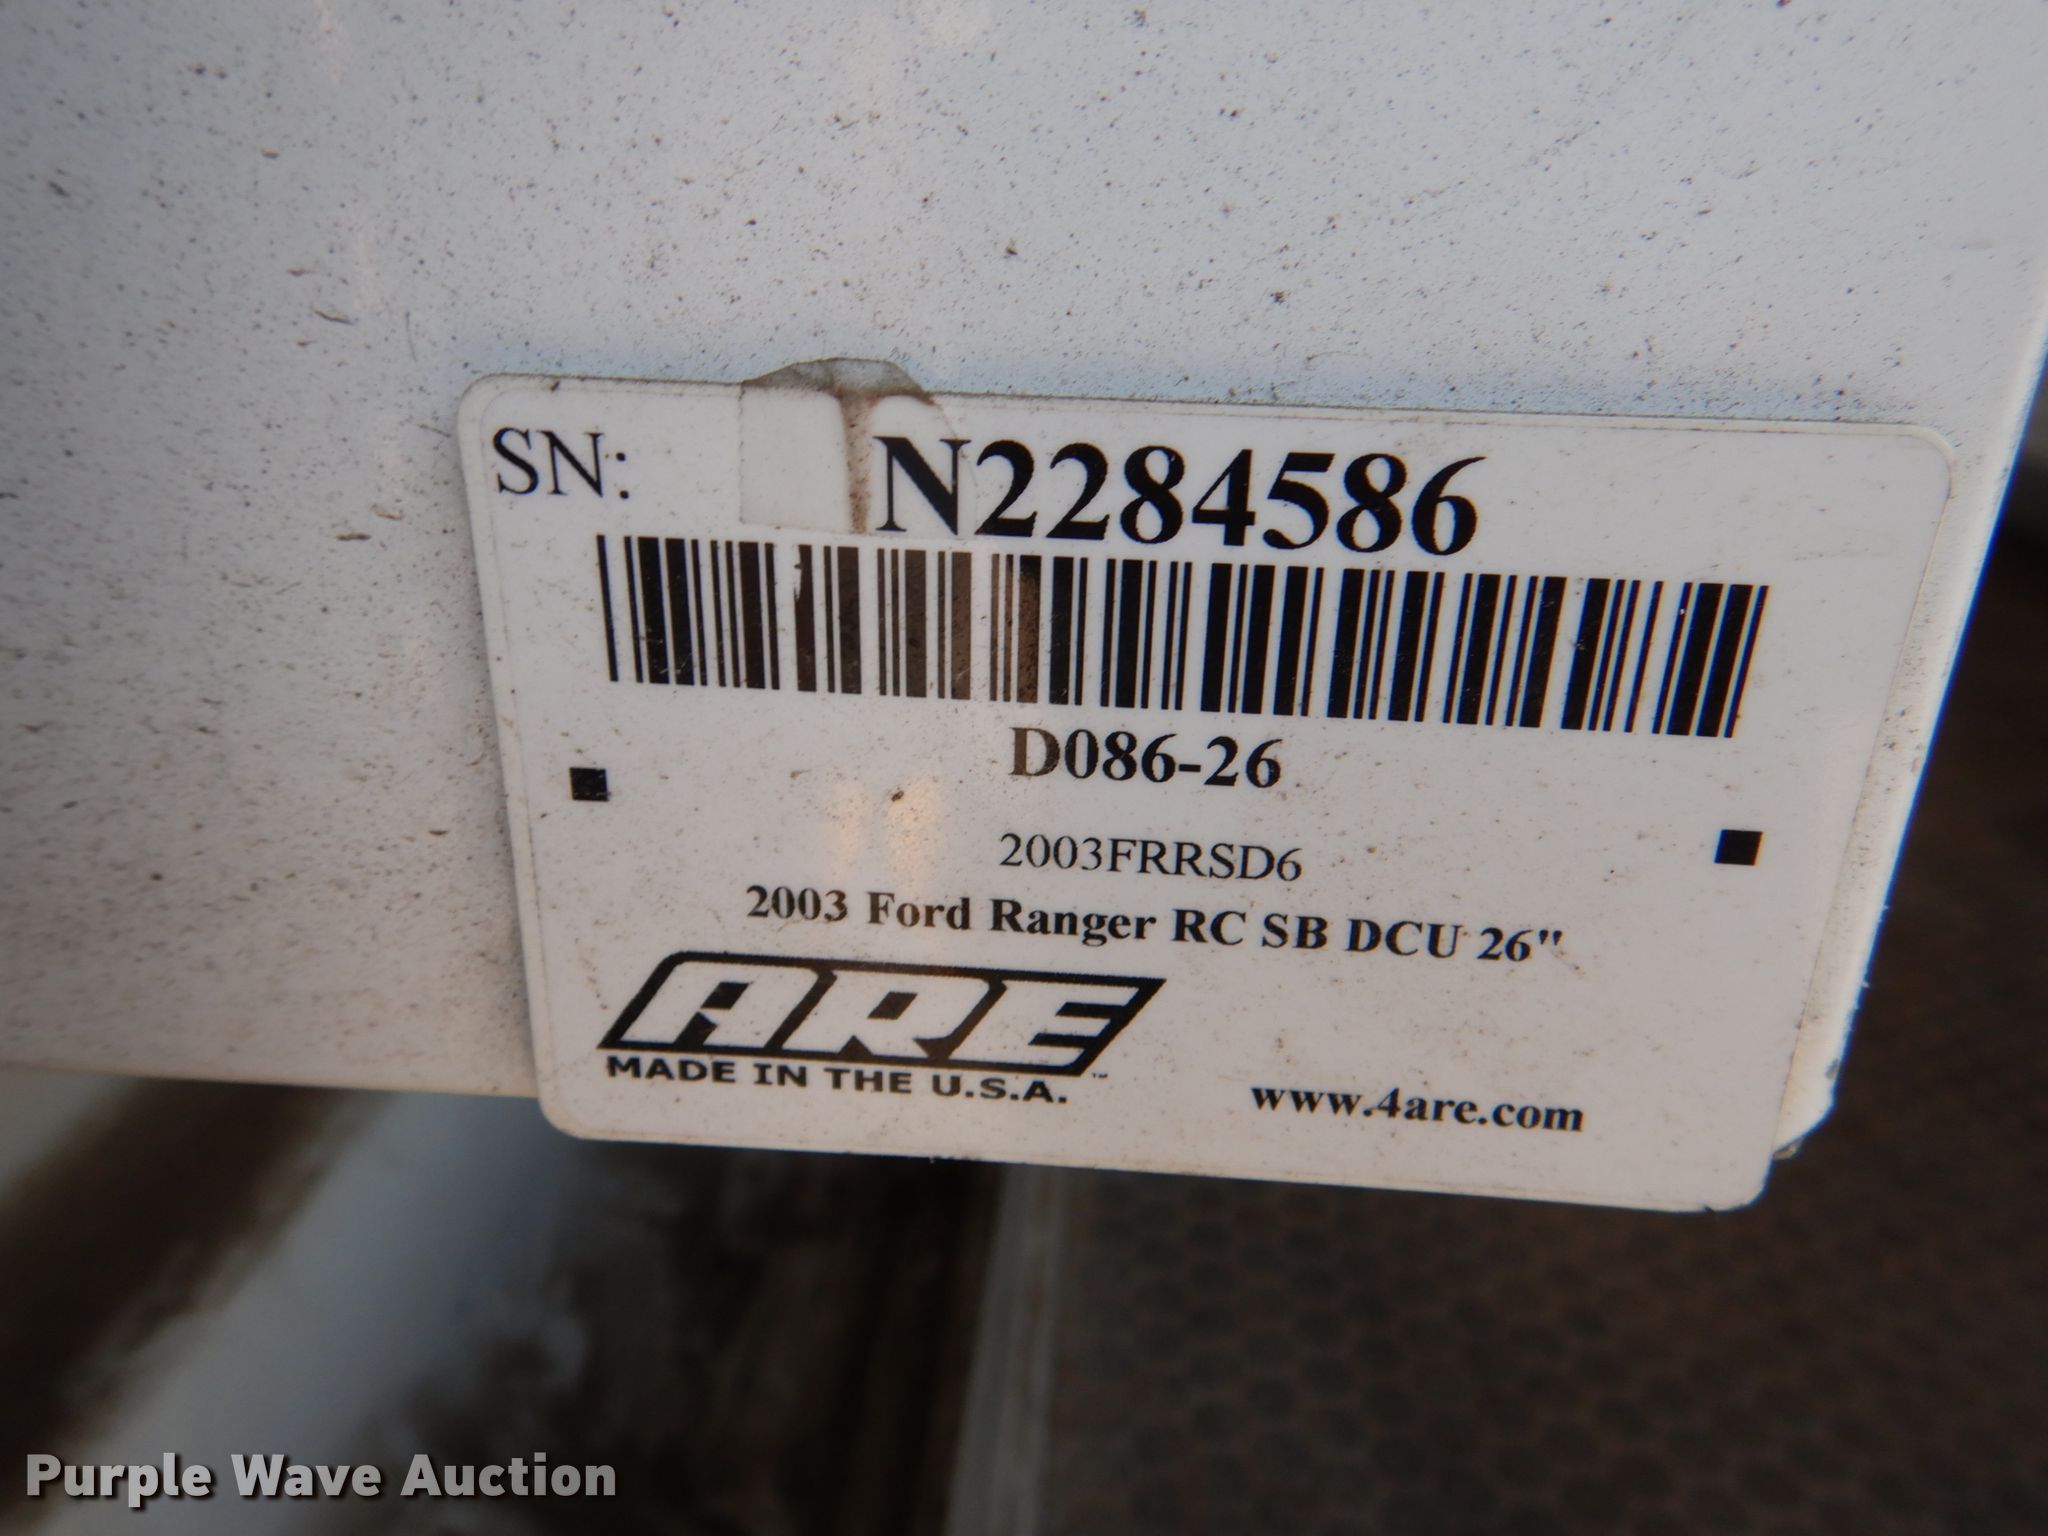 SN: N2284586
D086-26
2003FRRSD6
2003 Ford Ranger RC SB DCU 26"
ARE
MADE IN THE U.S.A. ™
www.4are.com
Purple Wave Auction